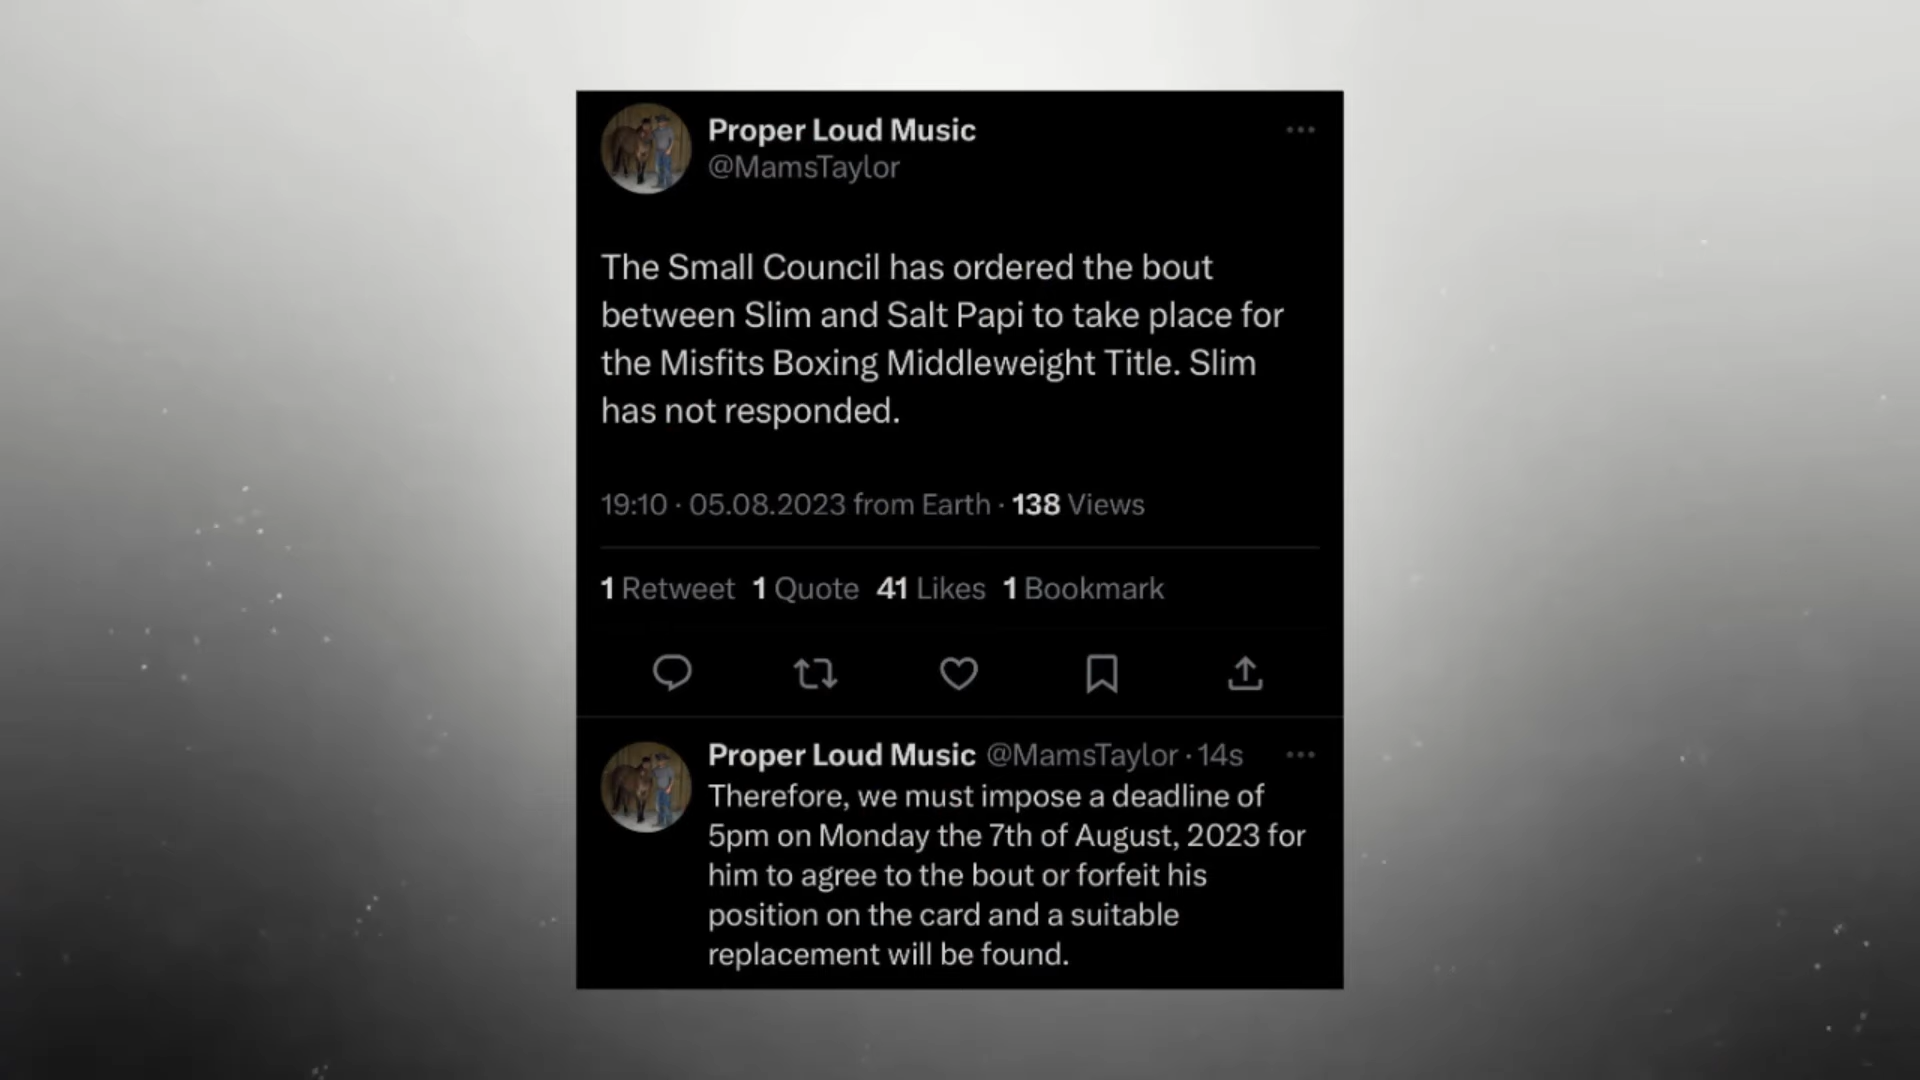 Proper Loud Music
@MamsTaylor
The Small Council has ordered the bout
between Slim and Salt Papi to take place for
the Misfits Boxing Middleweight Title. Slim
has not responded.
19:10 · 05.08.2023 from Earth · 138 Views
1 Retweet 1 Quote 41 Likes 1 Bookmark
Proper Loud Music @MamsTaylor · 14s
Therefore, we must impose a deadline of
5pm on Monday the 7th of August, 2023 for
him to agree to the bout or forfeit his
position on the card and a suitable
replacement will be found.